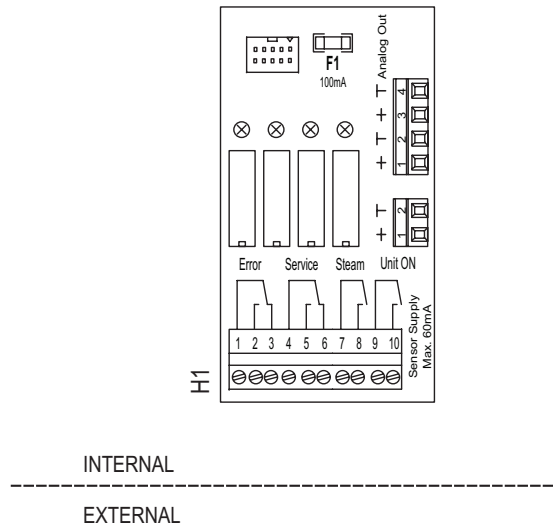 Analog Out
F1
100mA
⊥ 4
+ 3
⊥ 2
+ 1
⊥ 2
+ 1
Error Service Steam Unit ON
1 2 3 4 5 6 7 8 9 10
Sensor Supply
Max. 60mA
H1
INTERNAL
EXTERNAL